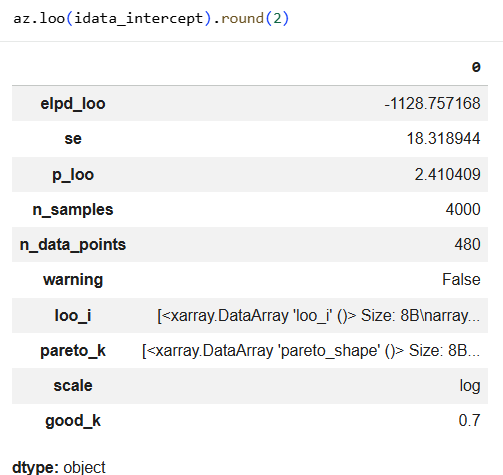 az.loo(idata_intercept).round(2)
0
elpd_loo -1128.757168
se 18.318944
p_loo 2.410409
n_samples 4000
n_data_points 480
warning False
loo_i [<xarray.DataArray 'loo_i' ()> Size: 8B\narray...
pareto_k [<xarray.DataArray 'pareto_shape' ()> Size: 8B...
scale log
good_k 0.7
dtype: object